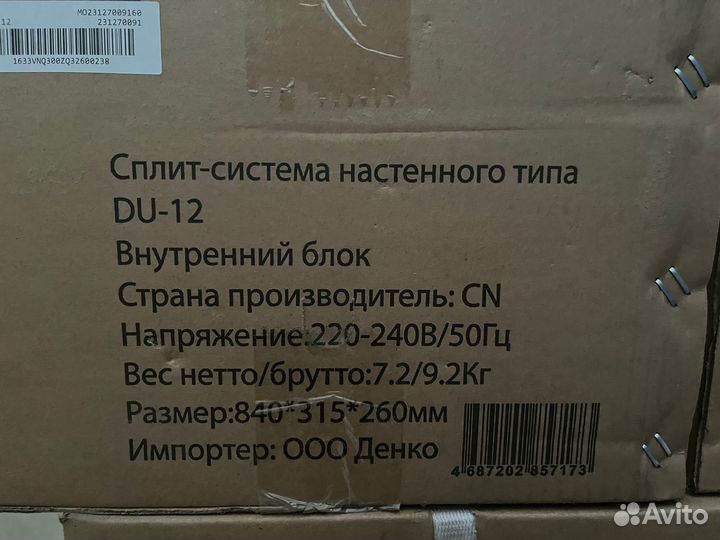 MO23127009160
12 231270091
1633VNQ300ZQ32600238
Сплит-система настенного типа
DU-12
Внутренний блок
Страна производитель: CN
Напряжение:220-240В/50Гц
Вес нетто/брутто:7.2/9.2Кг
Размер:840*315*260мм
Импортер: ООО Денко
4 687202 857173
Avito